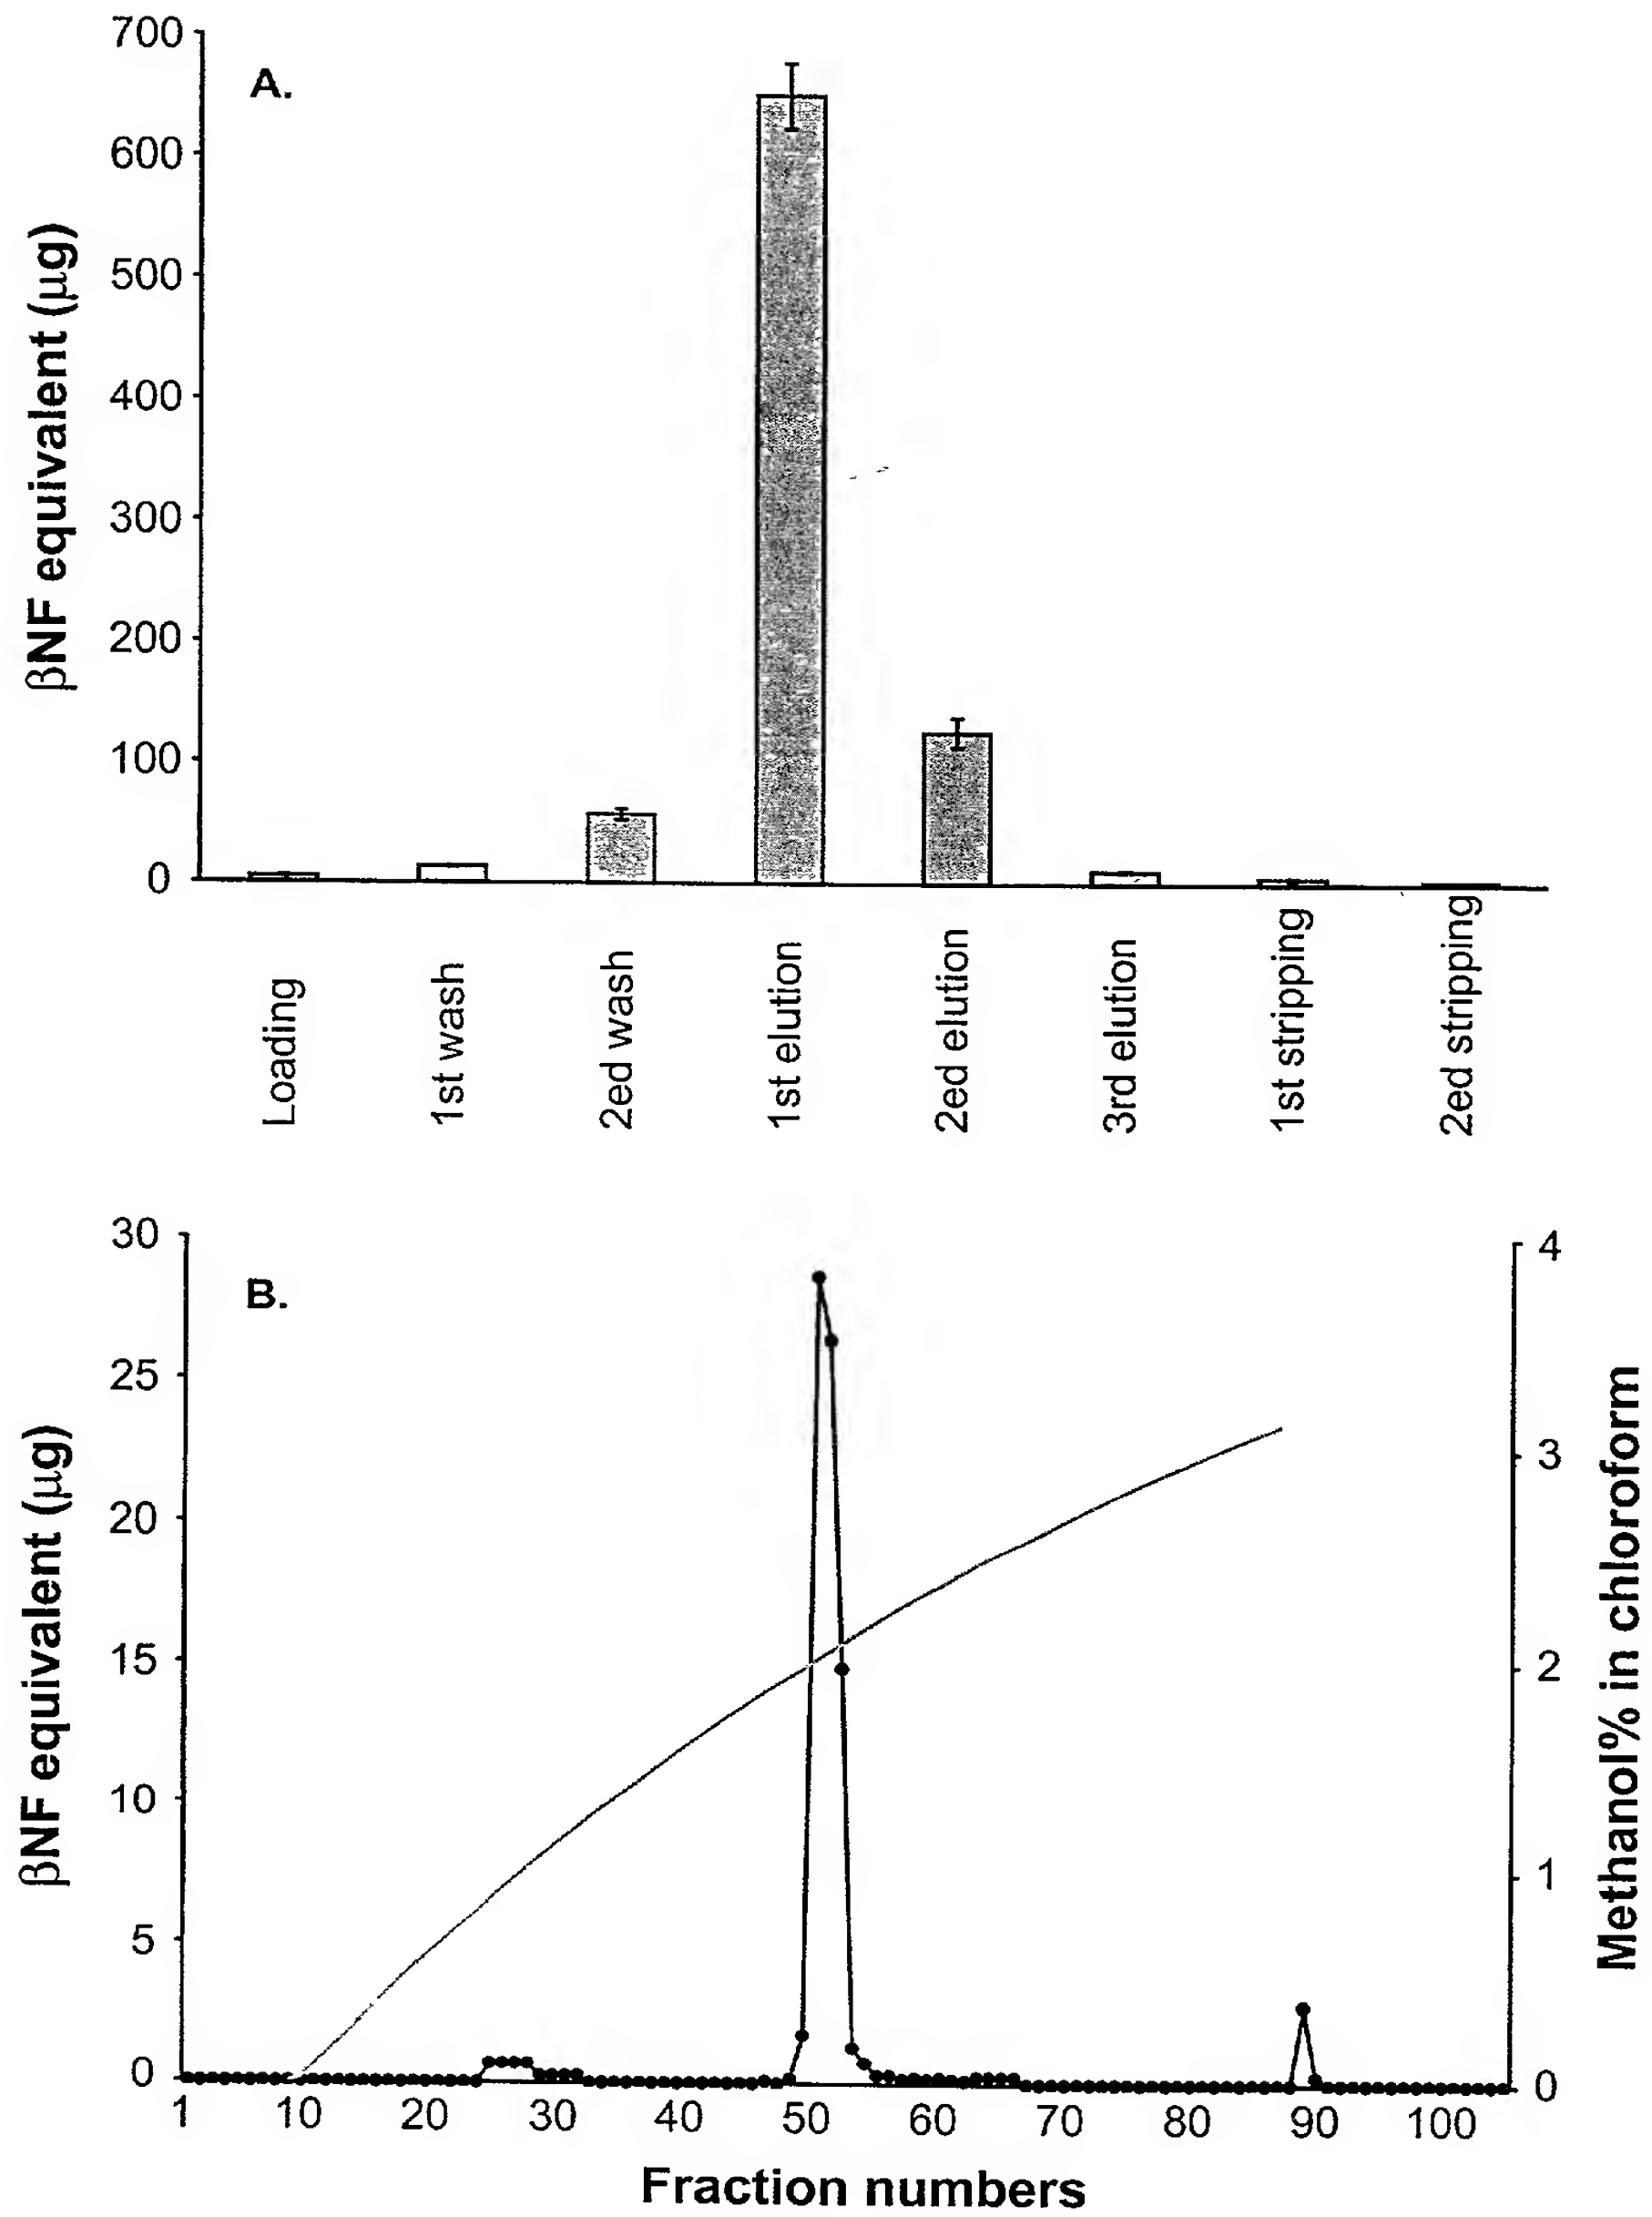 700
A.
600
500
400
300
200
100
0
βNF equivalent (µg)
Loading
1st wash
2ed wash
1st elution
2ed elution
3rd elution
1st stripping
2ed stripping
30
B.
25
20
15
10
5
0
βNF equivalent (µg)
4
3
2
1
0
Methanol% in chloroform
1 10 20 30 40 50 60 70 80 90 100
Fraction numbers